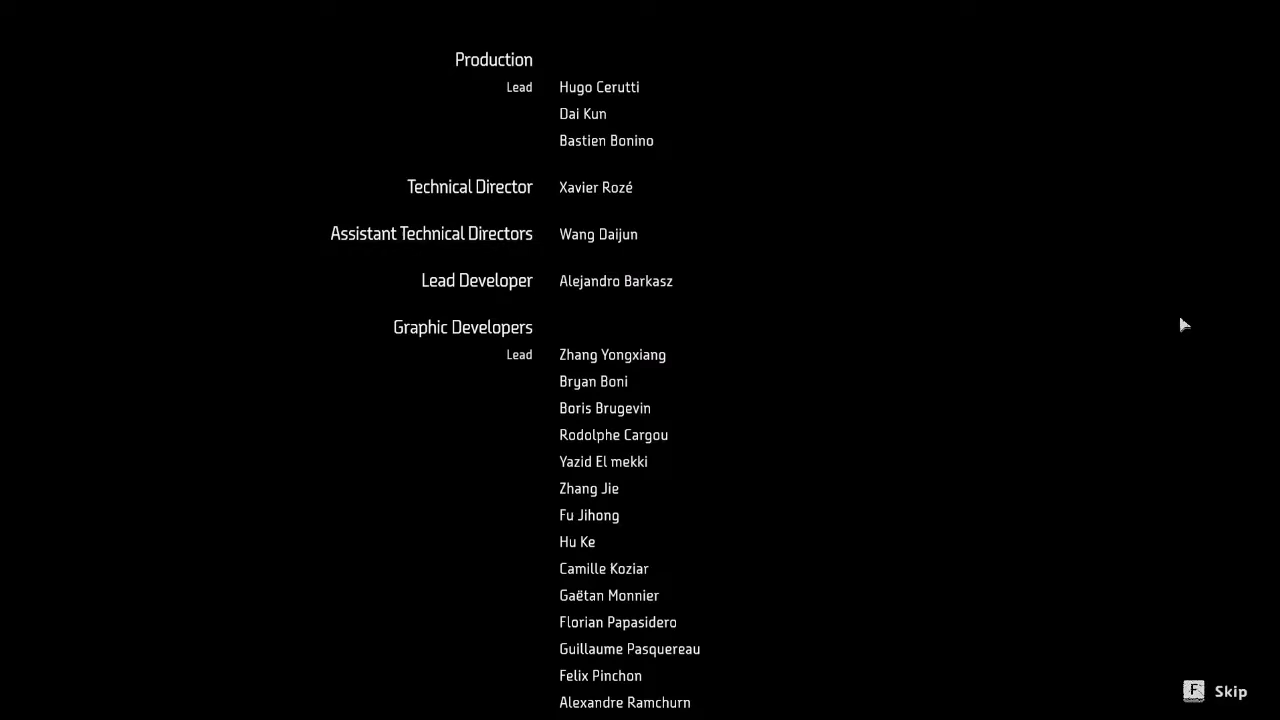 Production
Lead Hugo Cerutti
Dai Kun
Bastien Bonino
Technical Director Xavier Rozé
Assistant Technical Directors Wang Daijun
Lead Developer Alejandro Barkasz
Graphic Developers
Lead Zhang Yongxiang
Bryan Boni
Boris Brugevin
Rodolphe Cargou
Yazid El mekki
Zhang Jie
Fu Jihong
Hu Ke
Camille Koziar
Gaëtan Monnier
Florian Papasidero
Guillaume Pasquereau
Felix Pinchon
Alexandre Ramchurn
F Skip